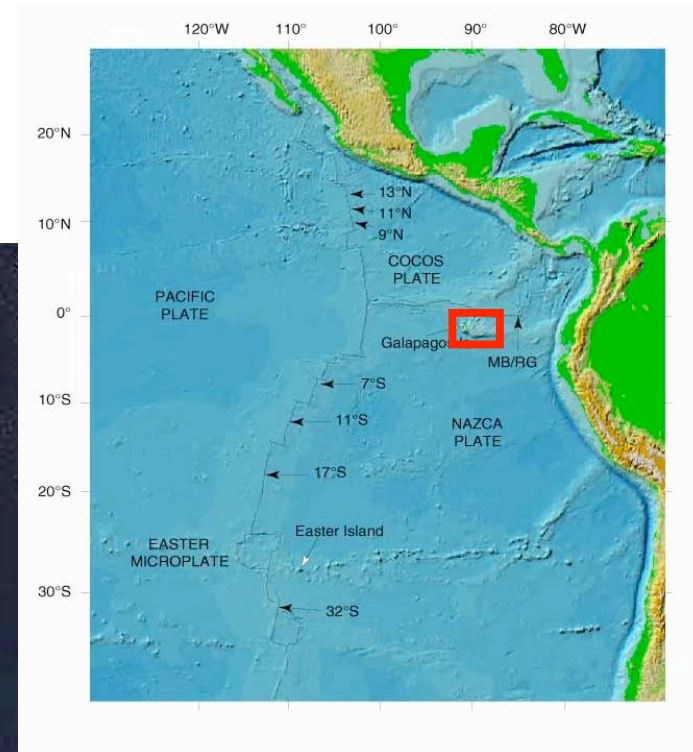 120°W 110° 100° 90° 80°W
20°N
13°N
11°N
10°N
9°N
COCOS
PLATE
PACIFIC
PLATE
0°
Galapagos
MB/RG
7°S
10°S
11°S
NAZCA
PLATE
17°S
20°S
Easter Island
EASTER
MICROPLATE
30°S
32°S